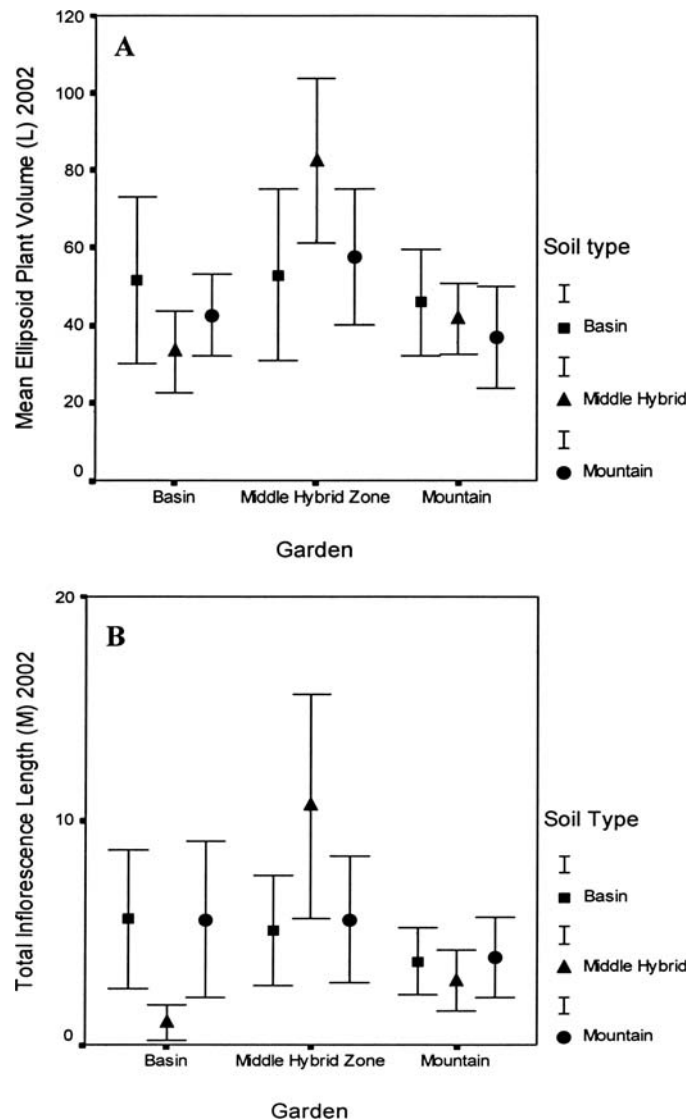 120
A
100
80
60
40
20
0
Mean Ellipsoid Plant Volume (L) 2002
Basin
Middle Hybrid Zone
Mountain
Garden
Soil type
Basin
Middle Hybrid
Mountain
20
B
10
0
Total Inflorescence Length (M) 2002
Basin
Middle Hybrid Zone
Mountain
Garden
Soil Type
Basin
Middle Hybrid
Mountain